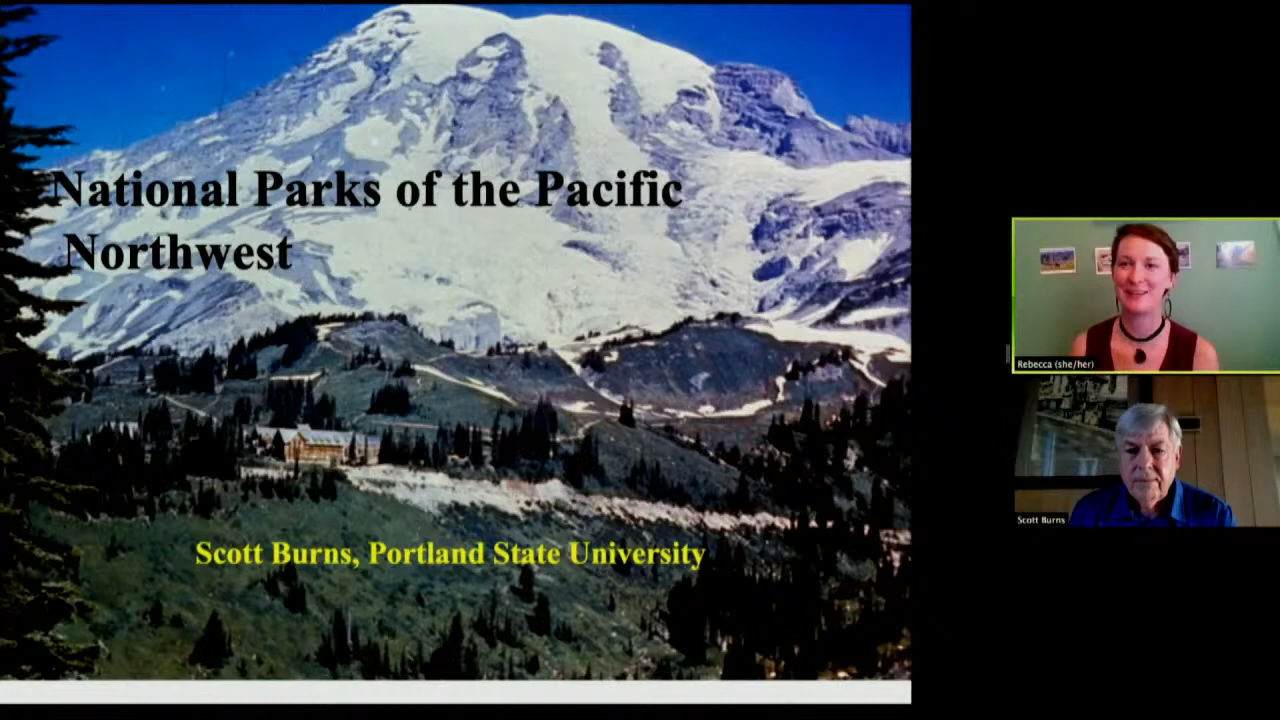 National Parks of the Pacific
Northwest
Scott Burns, Portland State University
Rebecca (she/her)
Scott Burns